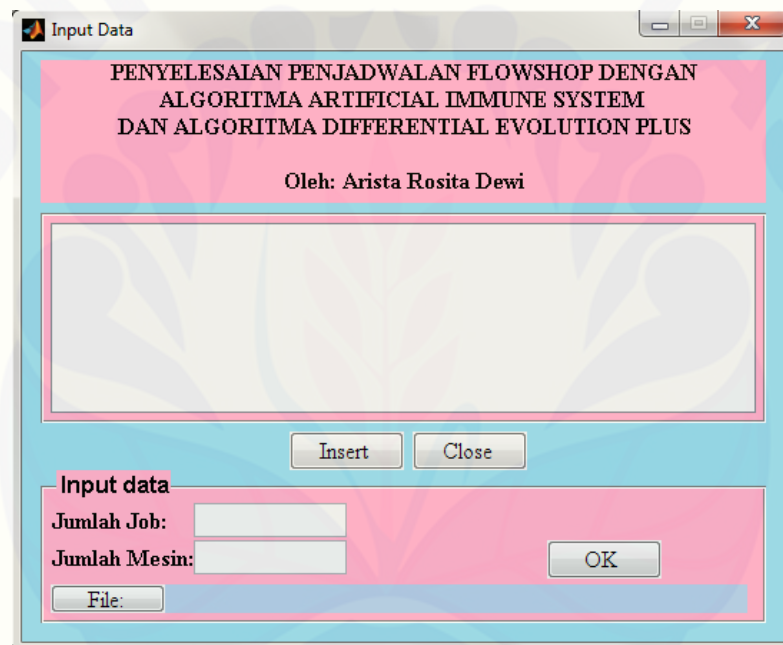 Input Data
PENYELESAIAN PENJADWALAN FLOWSHOP DENGAN
ALGORITMA ARTIFICIAL IMMUNE SYSTEM
DAN ALGORITMA DIFFERENTIAL EVOLUTION PLUS
Oleh: Arista Rosita Dewi
Insert Close
Input data
Jumlah Job:
Jumlah Mesin:
OK
File: